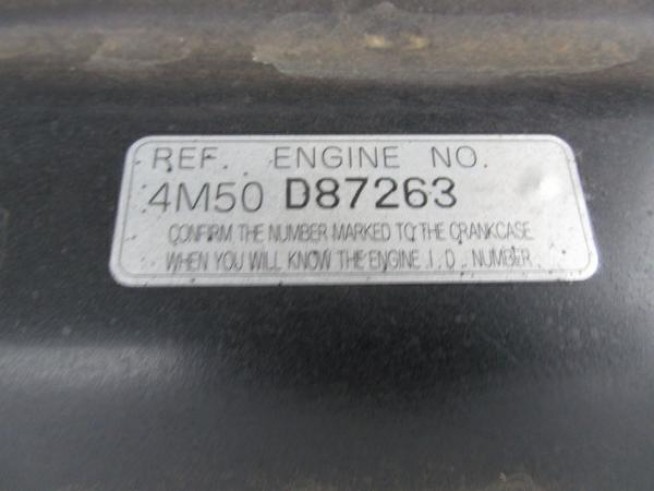 REF. ENGINE NO.
4M50 D87263
CONFIRM THE NUMBER MARKED TO THE CRANKCASE
WHEN YOU WILL KNOW THE ENGINE I.D. NUMBER